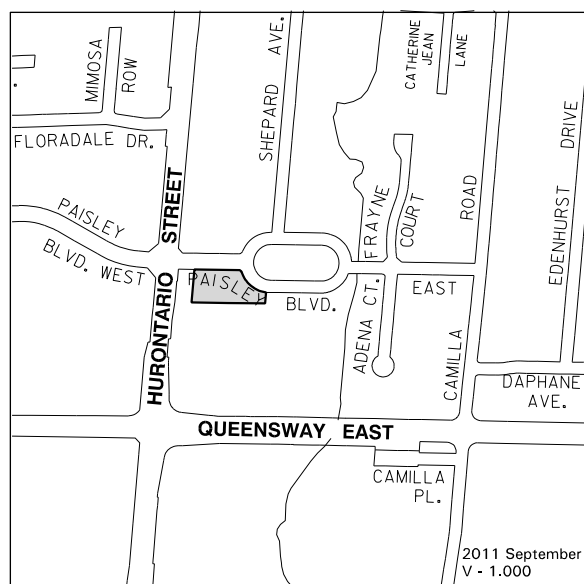 MIMOSA
ROW
SHEPARD AVE.
CATHERINE
JEAN
LANE
FLORADALE DR.
HURONTARIO STREET
PAISLEY
BLVD. WEST
PAISLEY
BLVD.
EAST
FRAYNE
COURT
ADENA CT.
CAMILLA
ROAD
EDENHURST DRIVE
DAPHANE
AVE.
QUEENSWAY EAST
CAMILLA
PL.
2011 September
V - 1.000